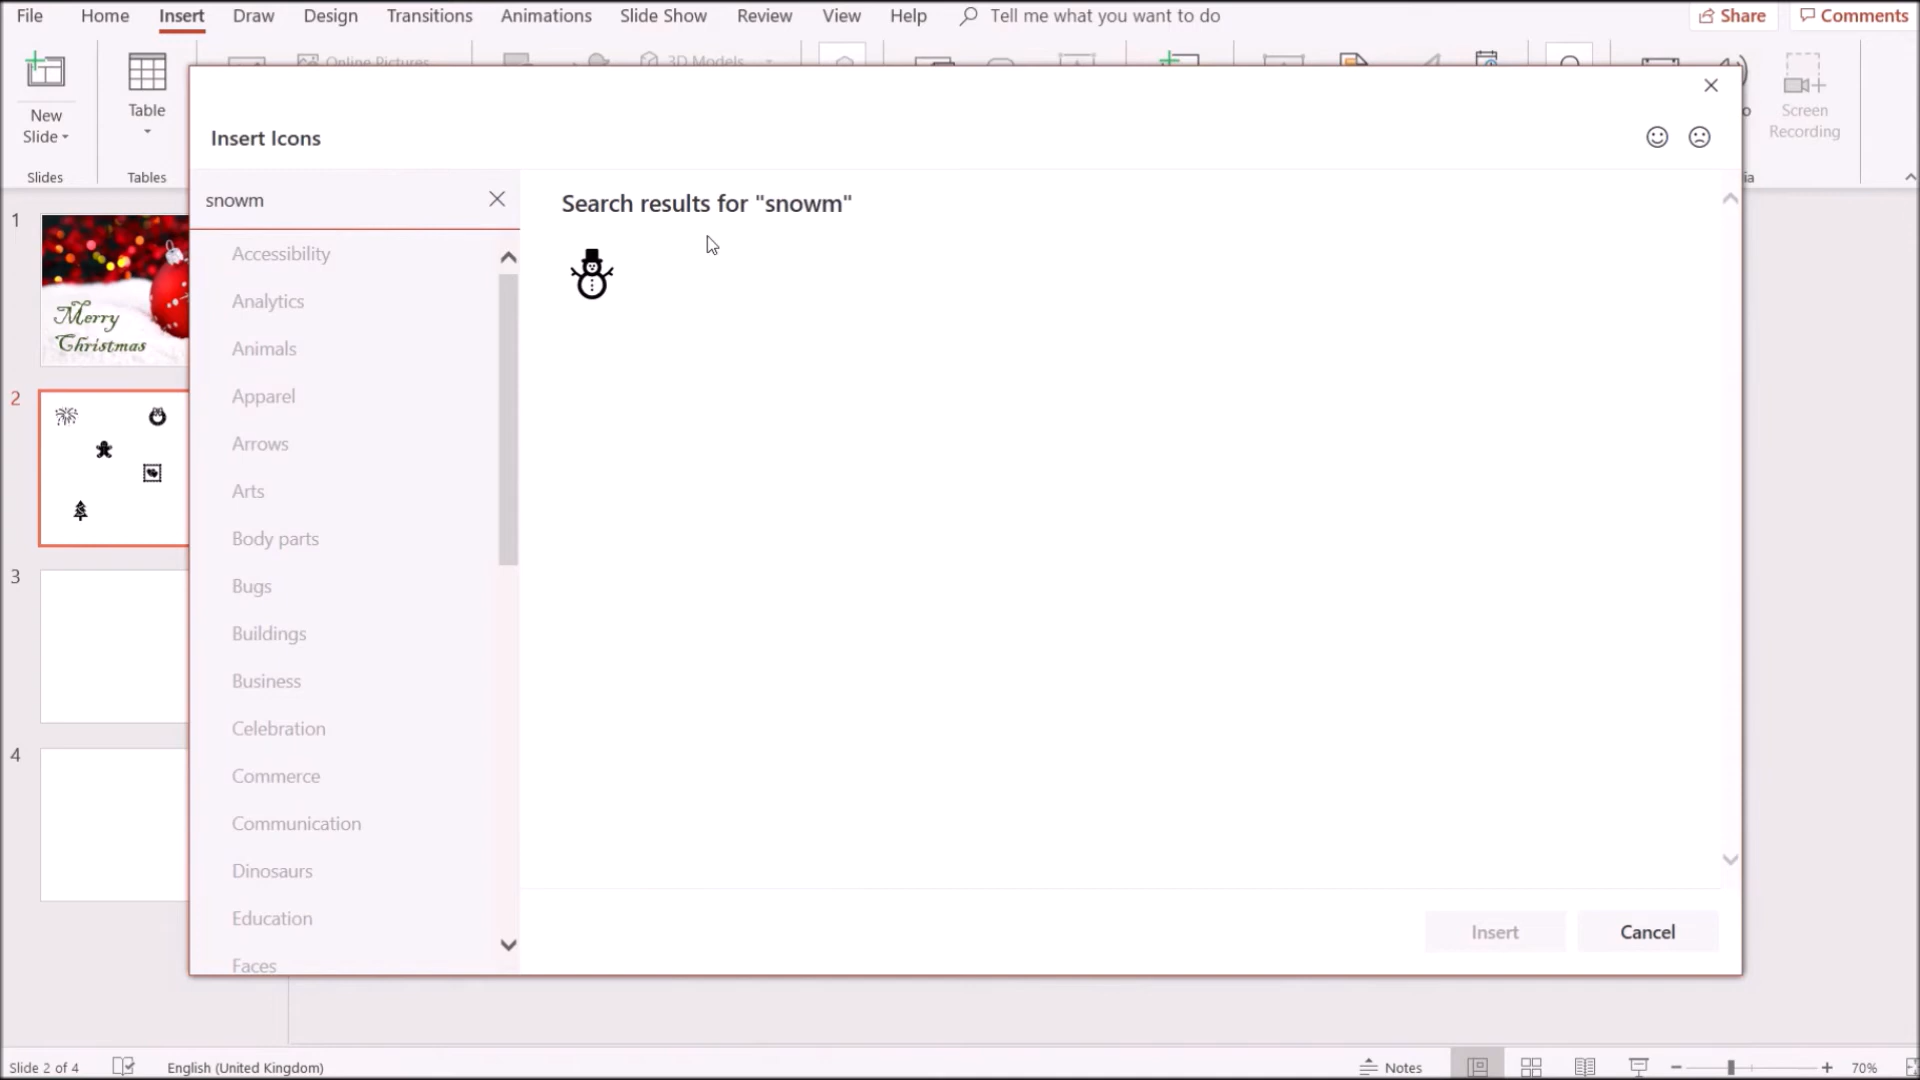 File Home Insert Draw Design Transitions Animations Slide Show Review View Help Tell me what you want to do Share Comments
Online Pictures 3D Models
New Slide
Table
Screen Recording
Slides Tables
Insert Icons
snowm
Search results for "snowm"
Accessibility
Analytics
Animals
Apparel
Arrows
Arts
Body parts
Bugs
Buildings
Business
Celebration
Commerce
Communication
Dinosaurs
Education
Faces
Insert Cancel
1
Merry
Christmas
2
3
4
Slide 2 of 4 English (United Kingdom) Notes 70%